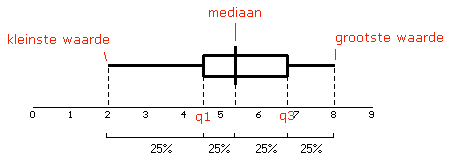 mediaan
kleinste waarde
grootste waarde
0 1 2 3 4 5 6 7 8 9
q1 q3
25% 25% 25% 25%